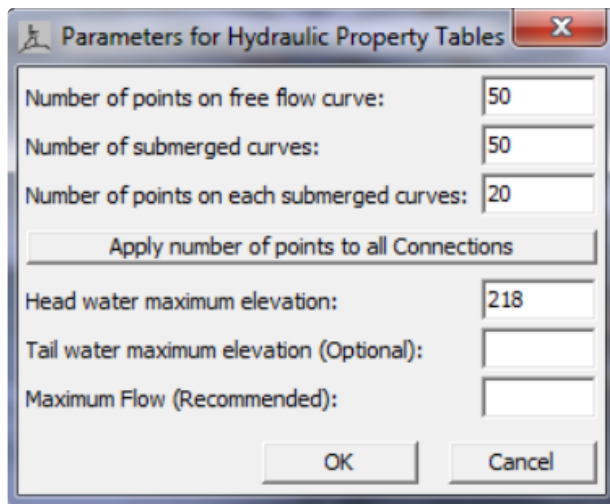 Parameters for Hydraulic Property Tables
Number of points on free flow curve: 50
Number of submerged curves: 50
Number of points on each submerged curves: 20
Apply number of points to all Connections
Head water maximum elevation: 218
Tail water maximum elevation (Optional):
Maximum Flow (Recommended):
OK Cancel